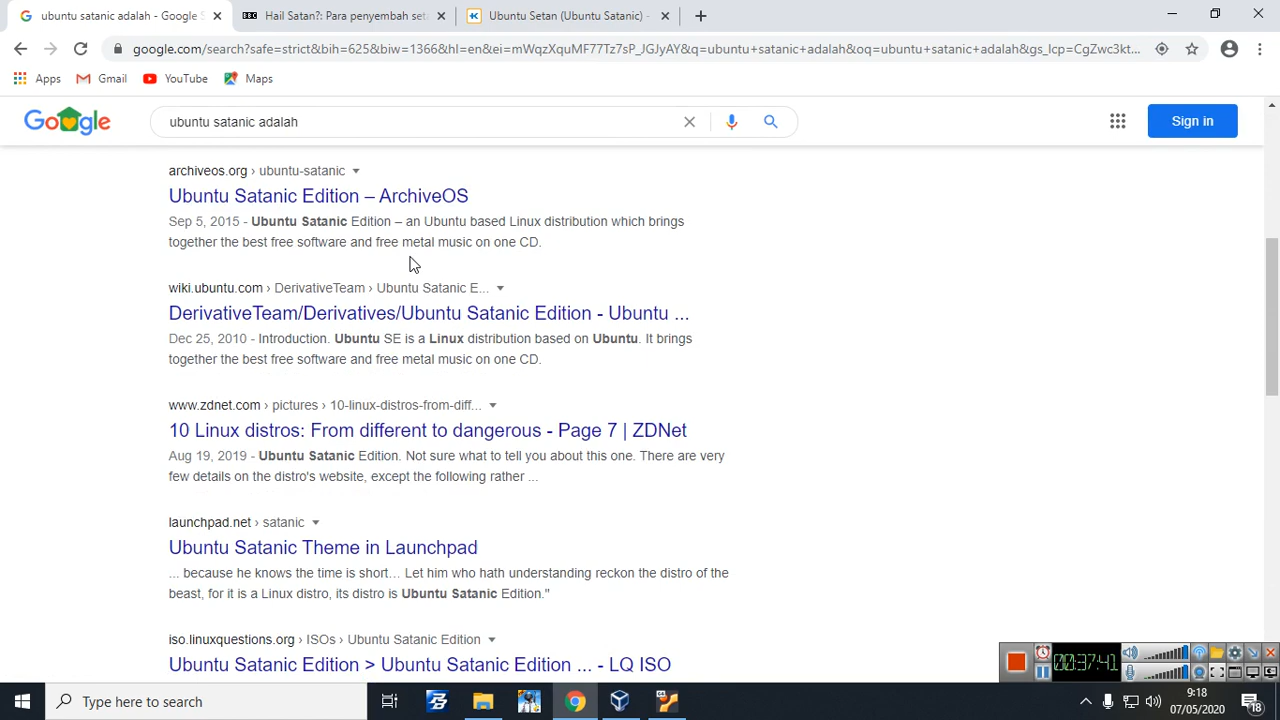 ubuntu satanic adalah - Google S
Hail Satan?: Para penyembah seta
Ubuntu Setan (Ubuntu Satanic) -
google.com/search?safe=strict&bih=625&biw=1366&hl=en&ei=mWqzXquMF77Tz7sP_JGJyAY&q=ubuntu+satanic+adalah&oq=ubuntu+satanic+adalah&gs_lcp=CgZwc3kt...
Apps
Gmail
YouTube
Maps
Google
ubuntu satanic adalah
Sign in
archiveos.org › ubuntu-satanic
Ubuntu Satanic Edition – ArchiveOS
Sep 5, 2015 - Ubuntu Satanic Edition – an Ubuntu based Linux distribution which brings
together the best free software and free metal music on one CD.
wiki.ubuntu.com › DerivativeTeam › Ubuntu Satanic E...
DerivativeTeam/Derivatives/Ubuntu Satanic Edition - Ubuntu ...
Dec 25, 2010 - Introduction. Ubuntu SE is a Linux distribution based on Ubuntu. It brings
together the best free software and free metal music on one CD.
www.zdnet.com › pictures › 10-linux-distros-from-diff...
10 Linux distros: From different to dangerous - Page 7 | ZDNet
Aug 19, 2019 - Ubuntu Satanic Edition. Not sure what to tell you about this one. There are very
few details on the distro's website, except the following rather ...
launchpad.net › satanic
Ubuntu Satanic Theme in Launchpad
... because he knows the time is short... Let him who hath understanding reckon the distro of the
beast, for it is a Linux distro, its distro is Ubuntu Satanic Edition."
iso.linuxquestions.org › ISOs › Ubuntu Satanic Edition
Ubuntu Satanic Edition > Ubuntu Satanic Edition ... - LQ ISO
00:37:41
Type here to search
9:18
07/05/2020
18